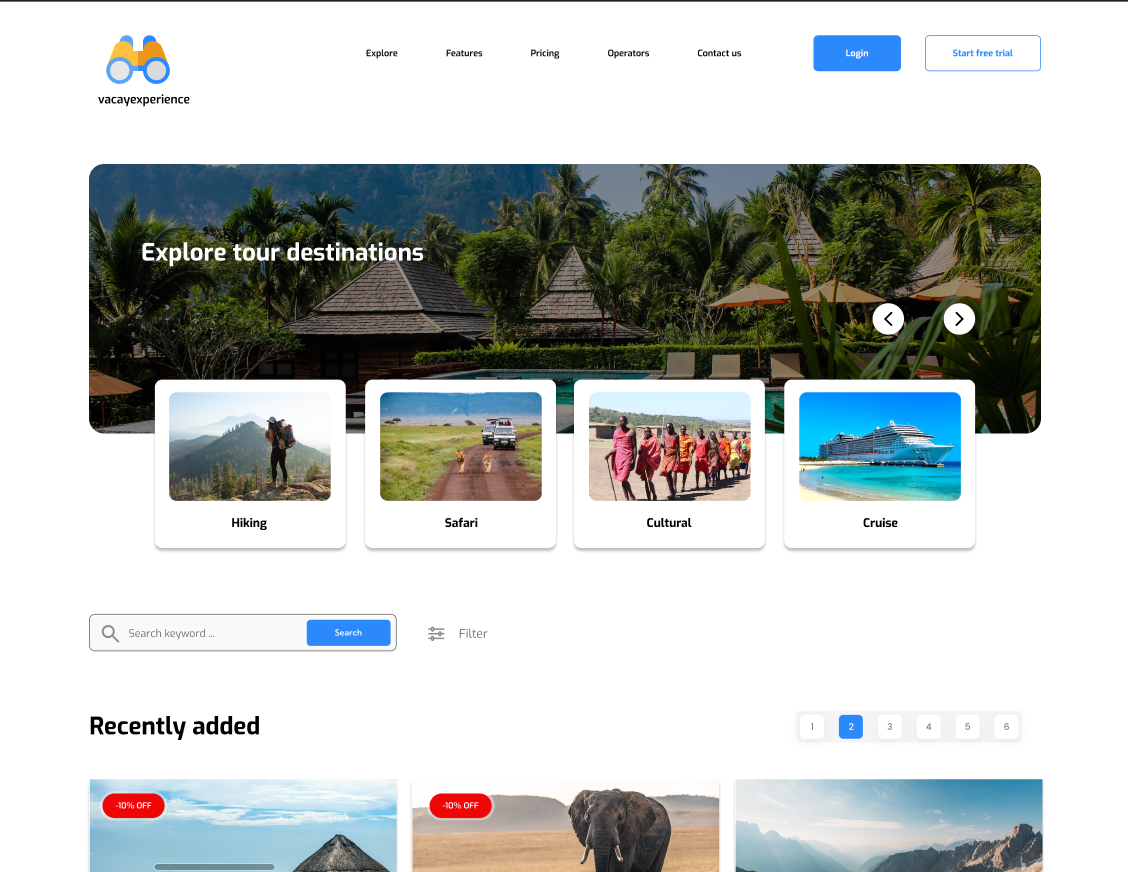 Explore Features Pricing Operators Contact us Login Start free trial
vacayexperience
Explore tour destinations
Hiking Safari Cultural Cruise
Search keyword ... Search Filter
Recently added 1 2 3 4 5 6
-10% OFF -10% OFF